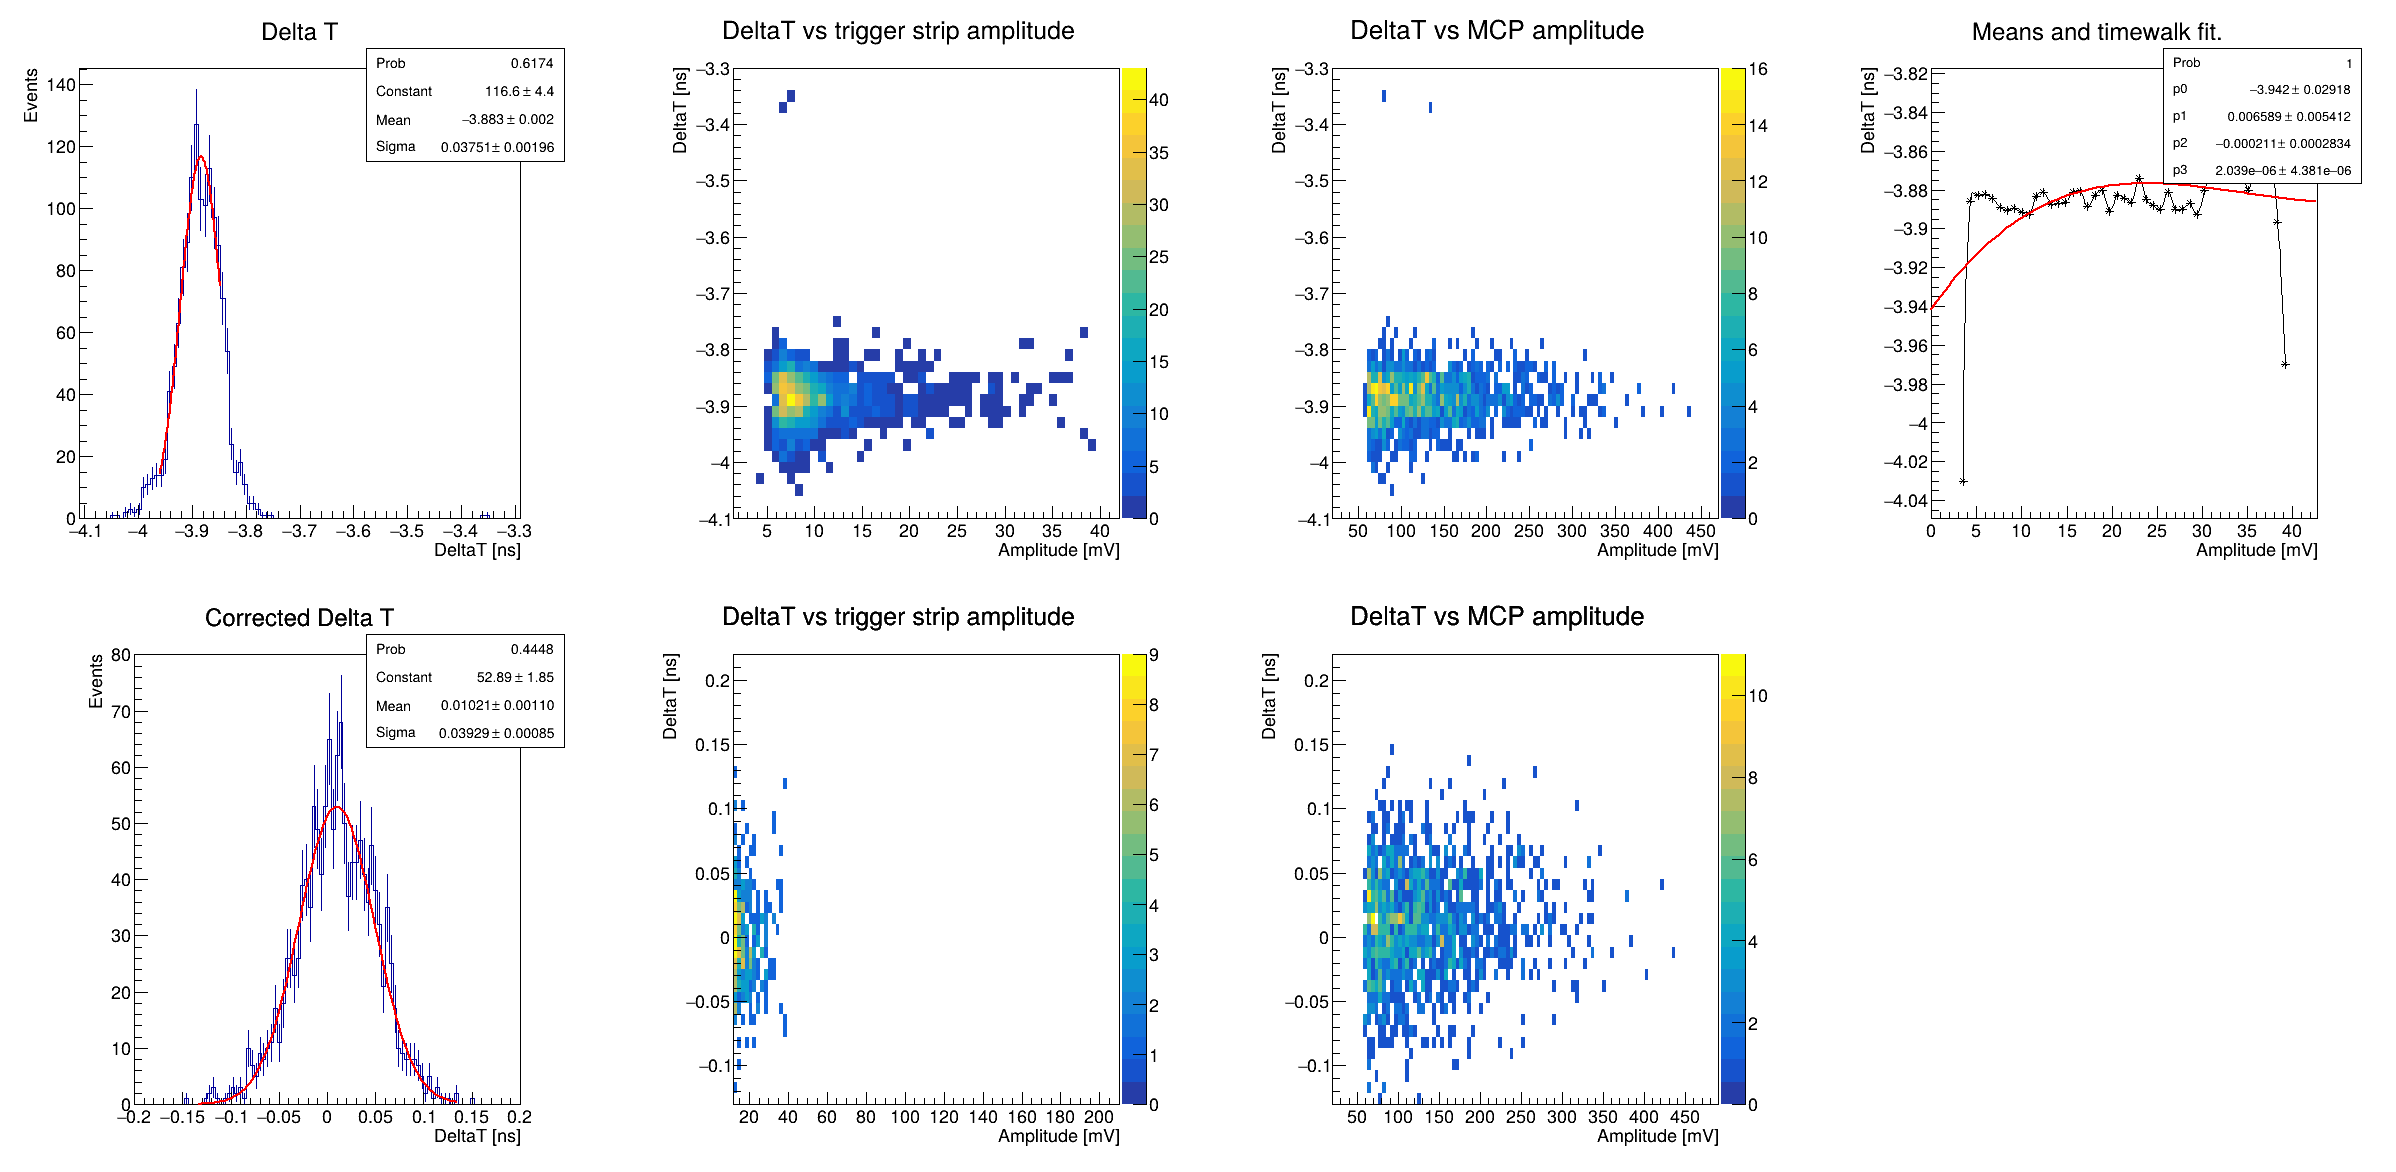 Delta T
Events
140
120
100
80
60
40
20
0
−4.1 −4 −3.9 −3.8 −3.7 −3.6 −3.5 −3.4 −3.3
DeltaT [ns]
Prob 0.6174
Constant 116.6 ± 4.4
Mean −3.883 ± 0.002
Sigma 0.03751 ± 0.00196
DeltaT vs trigger strip amplitude
DeltaT [ns]
−3.3
−3.4
−3.5
−3.6
−3.7
−3.8
−3.9
−4
−4.1
5 10 15 20 25 30 35 40
Amplitude [mV]
40
35
30
25
20
15
10
5
0
DeltaT vs MCP amplitude
DeltaT [ns]
−3.3
−3.4
−3.5
−3.6
−3.7
−3.8
−3.9
−4
−4.1
50 100 150 200 250 300 350 400 450
Amplitude [mV]
16
14
12
10
8
6
4
2
0
Means and timewalk fit.
DeltaT [ns]
−3.82
−3.84
−3.86
−3.88
−3.9
−3.92
−3.94
−3.96
−3.98
−4
−4.02
−4.04
0 5 10 15 20 25 30 35 40
Amplitude [mV]
Prob 1
p0 −3.942 ± 0.02918
p1 0.006589 ± 0.005412
p2 −0.000211 ± 0.0002834
p3 2.039e−06 ± 4.381e−06
Corrected Delta T
Events
80
70
60
50
40
30
20
10
0
−0.2 −0.15 −0.1 −0.05 0 0.05 0.1 0.15 0.2
DeltaT [ns]
Prob 0.4448
Constant 52.89 ± 1.85
Mean 0.01021 ± 0.00110
Sigma 0.03929 ± 0.00085
DeltaT vs trigger strip amplitude
DeltaT [ns]
0.2
0.15
0.1
0.05
0
−0.05
−0.1
20 40 60 80 100 120 140 160 180 200
Amplitude [mV]
9
8
7
6
5
4
3
2
1
0
DeltaT vs MCP amplitude
DeltaT [ns]
0.2
0.15
0.1
0.05
0
−0.05
−0.1
50 100 150 200 250 300 350 400 450
Amplitude [mV]
10
8
6
4
2
0